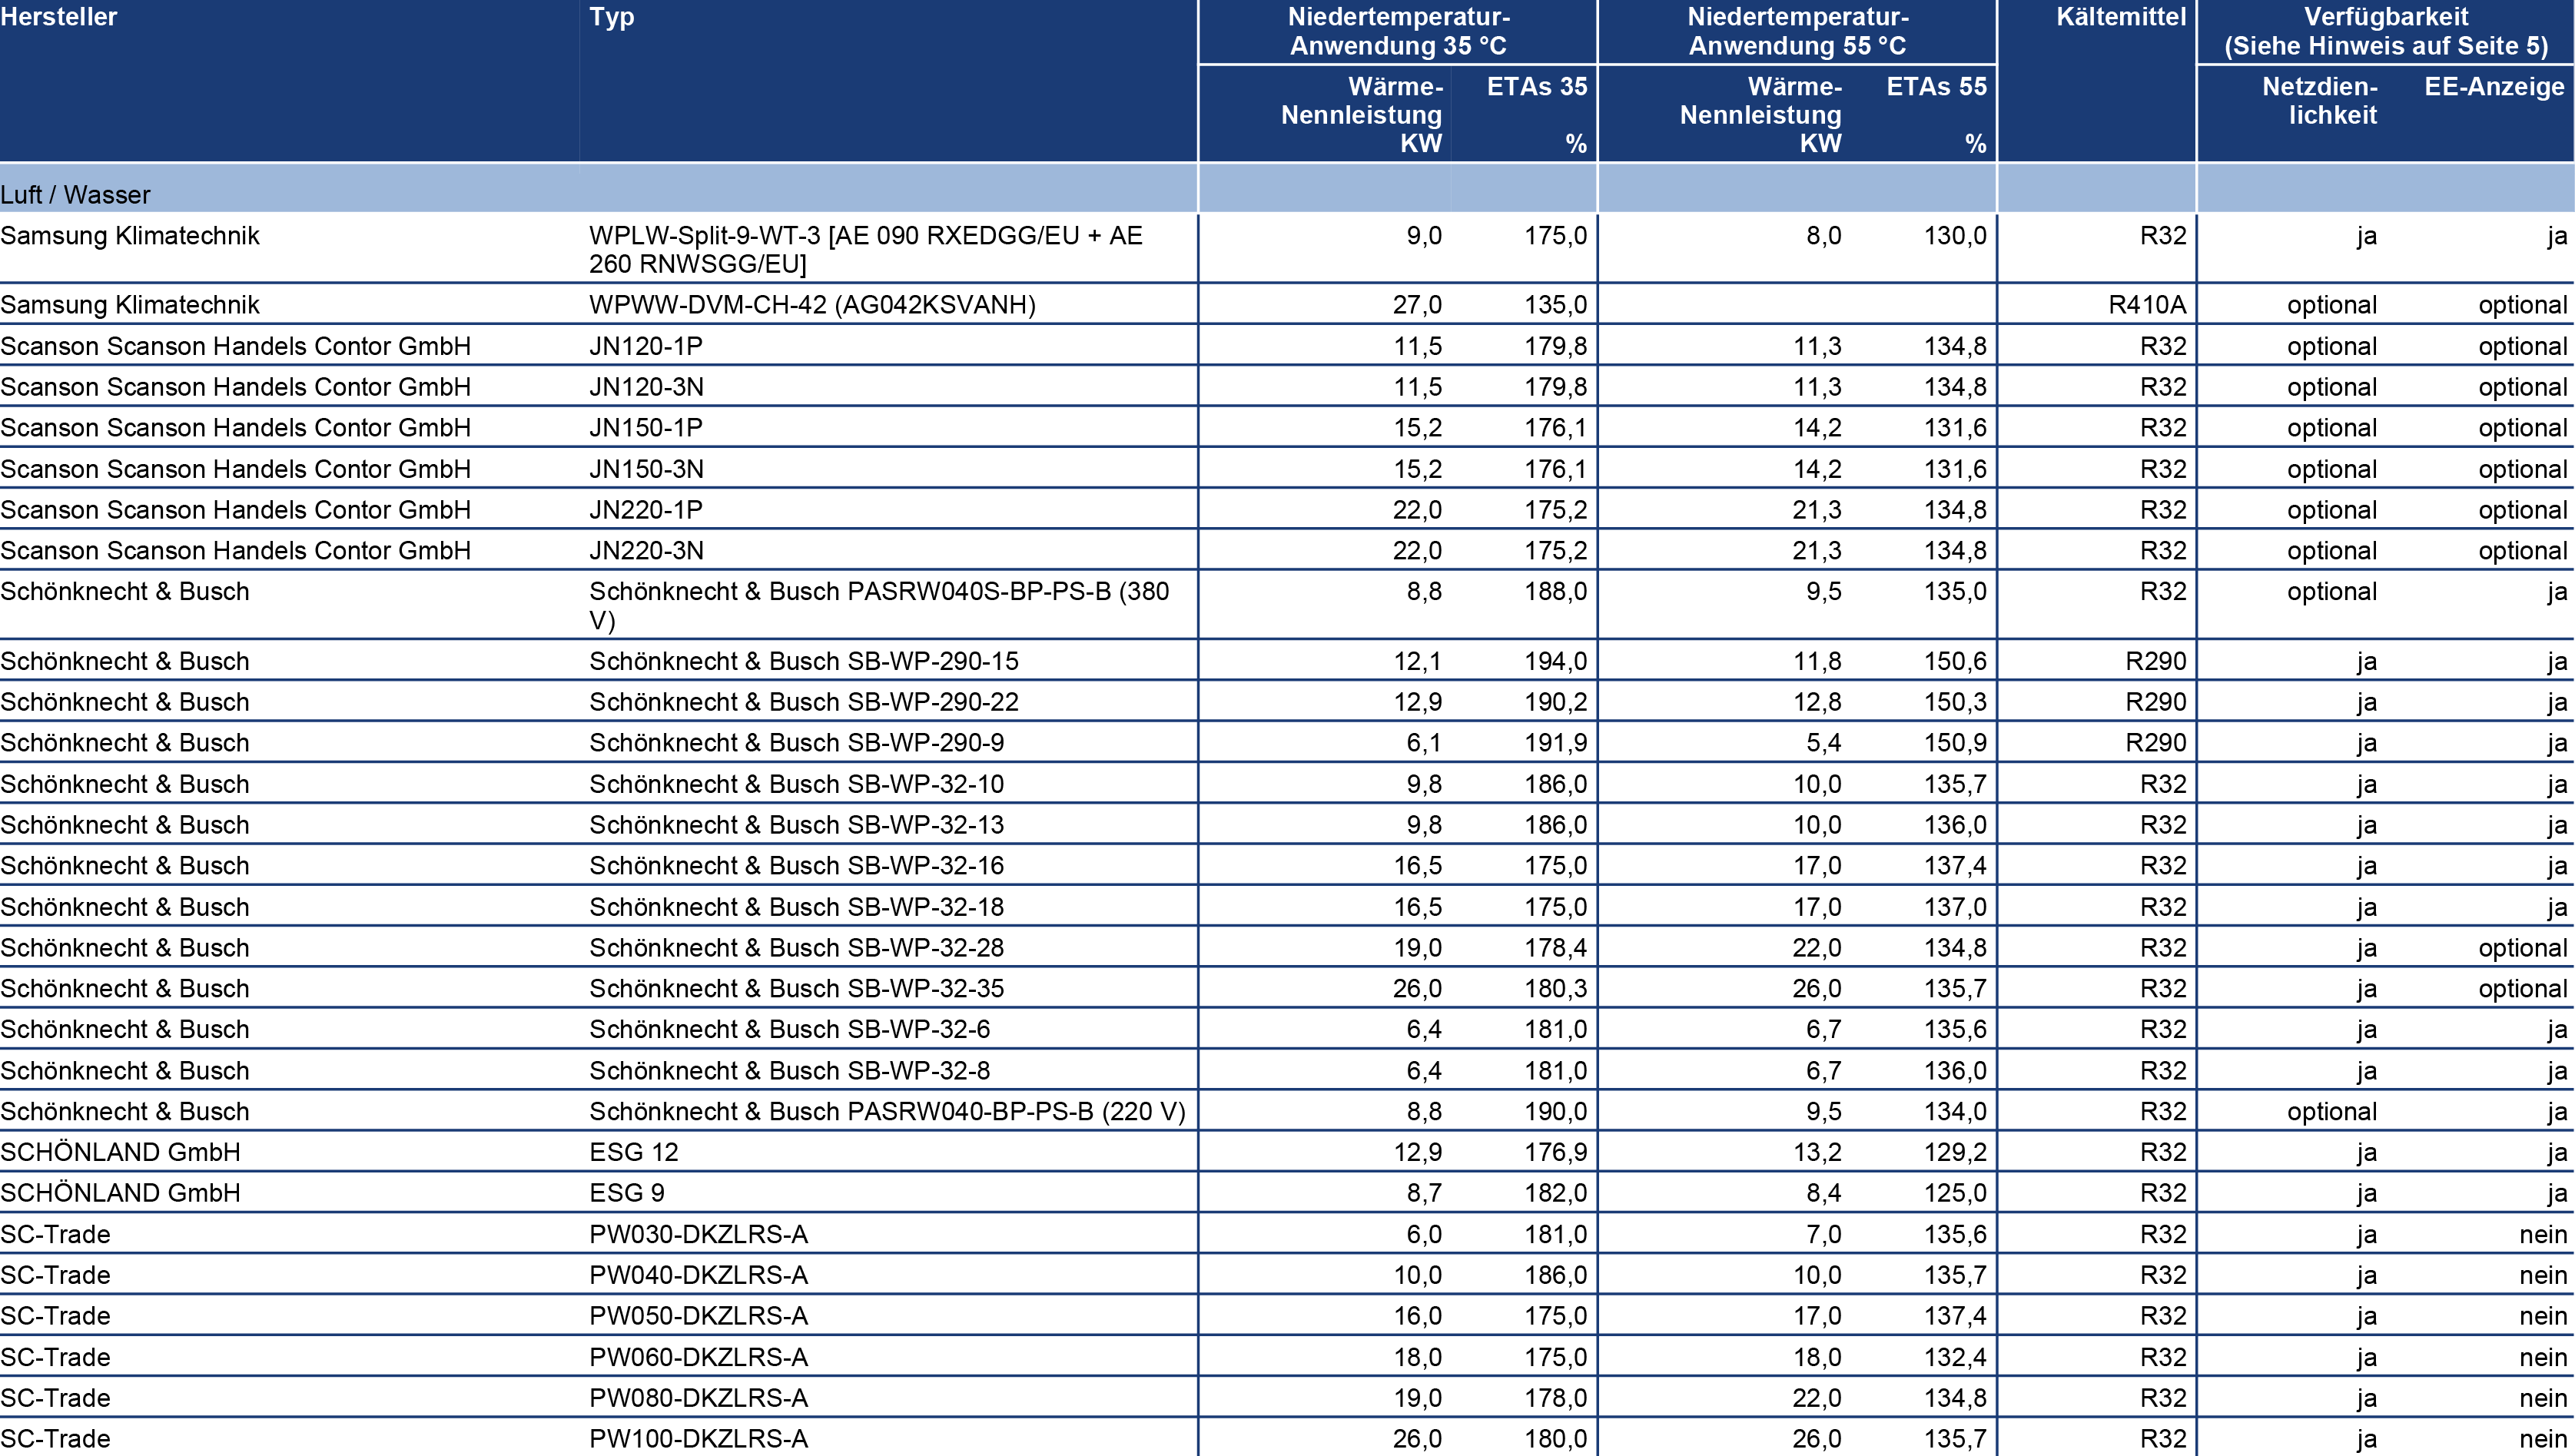 Hersteller Typ Niedertemperatur- Niedertemperatur- Kältemittel Verfügbarkeit
Anwendung 35 °C Anwendung 55 °C (Siehe Hinweis auf Seite 5)
Wärme- ETAs 35 Wärme- ETAs 55 Netzdien- EE-Anzeige
Nennleistung Nennleistung lichkeit
KW % KW %
Luft / Wasser
Samsung Klimatechnik WPLW-Split-9-WT-3 [AE 090 RXEDGG/EU + AE 9,0 175,0 8,0 130,0 R32 ja ja
260 RNWSGG/EU]
Samsung Klimatechnik WPWW-DVM-CH-42 (AG042KSVANH) 27,0 135,0 R410A optional optional
Scanson Scanson Handels Contor GmbH JN120-1P 11,5 179,8 11,3 134,8 R32 optional optional
Scanson Scanson Handels Contor GmbH JN120-3N 11,5 179,8 11,3 134,8 R32 optional optional
Scanson Scanson Handels Contor GmbH JN150-1P 15,2 176,1 14,2 131,6 R32 optional optional
Scanson Scanson Handels Contor GmbH JN150-3N 15,2 176,1 14,2 131,6 R32 optional optional
Scanson Scanson Handels Contor GmbH JN220-1P 22,0 175,2 21,3 134,8 R32 optional optional
Scanson Scanson Handels Contor GmbH JN220-3N 22,0 175,2 21,3 134,8 R32 optional optional
Schönknecht & Busch Schönknecht & Busch PASRW040S-BP-PS-B (380 8,8 188,0 9,5 135,0 R32 optional ja
V)
Schönknecht & Busch Schönknecht & Busch SB-WP-290-15 12,1 194,0 11,8 150,6 R290 ja ja
Schönknecht & Busch Schönknecht & Busch SB-WP-290-22 12,9 190,2 12,8 150,3 R290 ja ja
Schönknecht & Busch Schönknecht & Busch SB-WP-290-9 6,1 191,9 5,4 150,9 R290 ja ja
Schönknecht & Busch Schönknecht & Busch SB-WP-32-10 9,8 186,0 10,0 135,7 R32 ja ja
Schönknecht & Busch Schönknecht & Busch SB-WP-32-13 9,8 186,0 10,0 136,0 R32 ja ja
Schönknecht & Busch Schönknecht & Busch SB-WP-32-16 16,5 175,0 17,0 137,4 R32 ja ja
Schönknecht & Busch Schönknecht & Busch SB-WP-32-18 16,5 175,0 17,0 137,0 R32 ja ja
Schönknecht & Busch Schönknecht & Busch SB-WP-32-28 19,0 178,4 22,0 134,8 R32 ja optional
Schönknecht & Busch Schönknecht & Busch SB-WP-32-35 26,0 180,3 26,0 135,7 R32 ja optional
Schönknecht & Busch Schönknecht & Busch SB-WP-32-6 6,4 181,0 6,7 135,6 R32 ja ja
Schönknecht & Busch Schönknecht & Busch SB-WP-32-8 6,4 181,0 6,7 136,0 R32 ja ja
Schönknecht & Busch Schönknecht & Busch PASRW040-BP-PS-B (220 V) 8,8 190,0 9,5 134,0 R32 optional ja
SCHÖNLAND GmbH ESG 12 12,9 176,9 13,2 129,2 R32 ja ja
SCHÖNLAND GmbH ESG 9 8,7 182,0 8,4 125,0 R32 ja ja
SC-Trade PW030-DKZLRS-A 6,0 181,0 7,0 135,6 R32 ja nein
SC-Trade PW040-DKZLRS-A 10,0 186,0 10,0 135,7 R32 ja nein
SC-Trade PW050-DKZLRS-A 16,0 175,0 17,0 137,4 R32 ja nein
SC-Trade PW060-DKZLRS-A 18,0 175,0 18,0 132,4 R32 ja nein
SC-Trade PW080-DKZLRS-A 19,0 178,0 22,0 134,8 R32 ja nein
SC-Trade PW100-DKZLRS-A 26,0 180,0 26,0 135,7 R32 ja nein